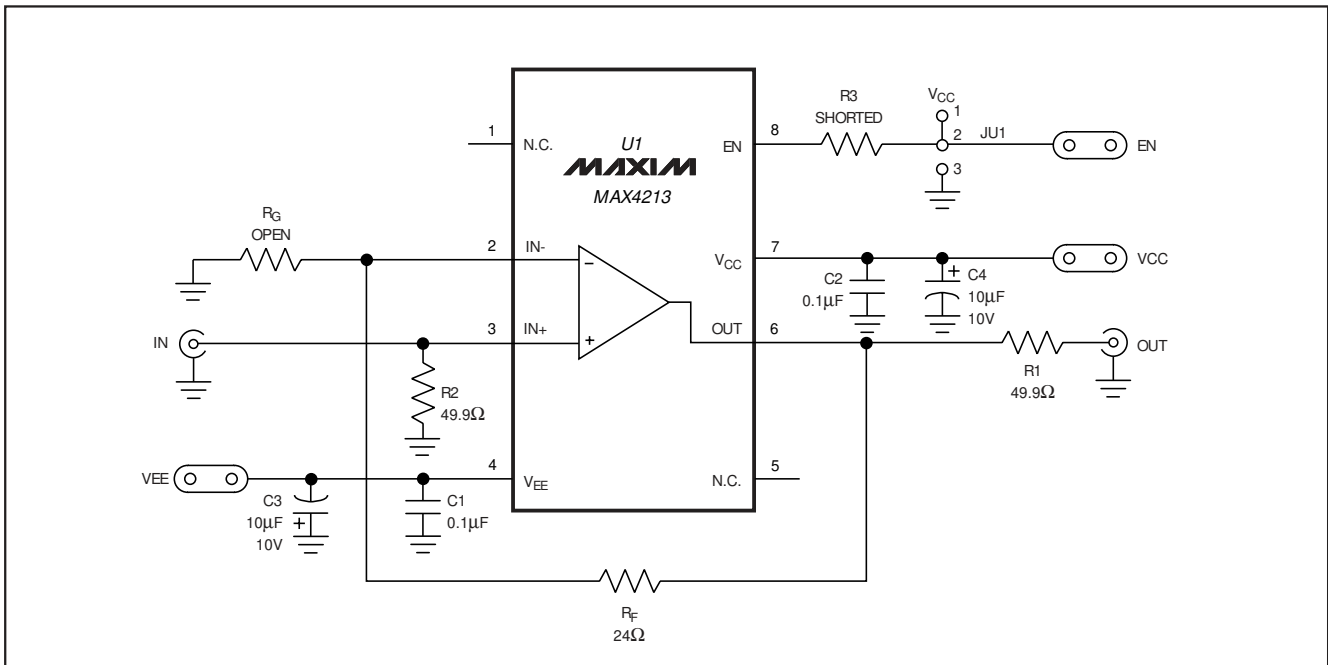 R3
SHORTED
VCC
1
2
JU1
3
EN
1
N.C.
U1
MAXIM
MAX4213
EN
8
RG
OPEN
2
IN-
−
VCC
7
VCC
C2
0.1µF
+
C4
10µF
10V
IN
3
IN+
+
OUT
6
OUT
R1
49.9Ω
R2
49.9Ω
VEE
4
VEE
N.C.
5
C3
10µF
+
10V
C1
0.1µF
RF
24Ω